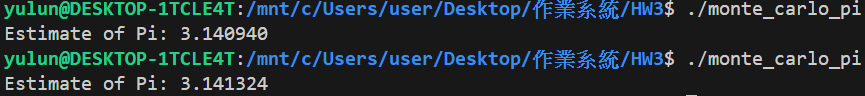 yulun@DESKTOP-1TCLE4T:/mnt/c/Users/user/Desktop/作業系統/HW3$ ./monte_carlo_pi
Estimate of Pi: 3.140940
yulun@DESKTOP-1TCLE4T:/mnt/c/Users/user/Desktop/作業系統/HW3$ ./monte_carlo_pi
Estimate of Pi: 3.141324